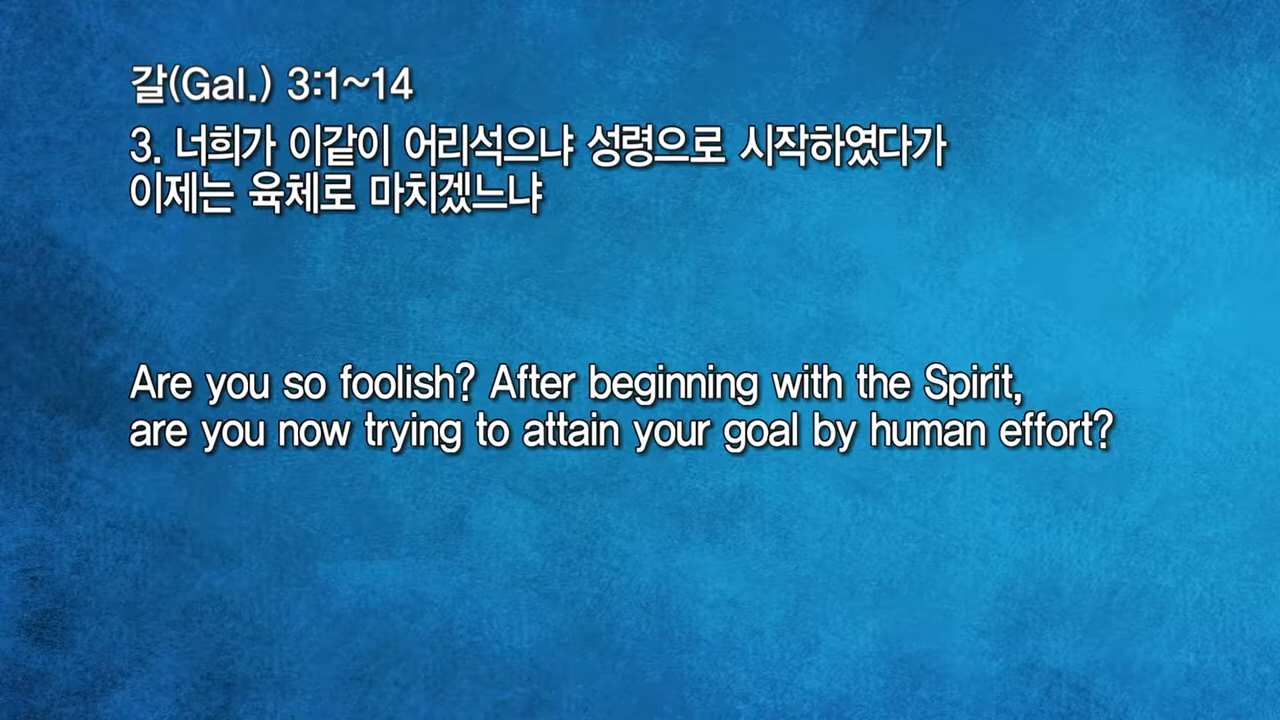 갈(Gal.) 3:1~14
3. 너희가 이같이 어리석으냐 성령으로 시작하였다가
이제는 육체로 마치겠느냐
Are you so foolish? After beginning with the Spirit,
are you now trying to attain your goal by human effort?